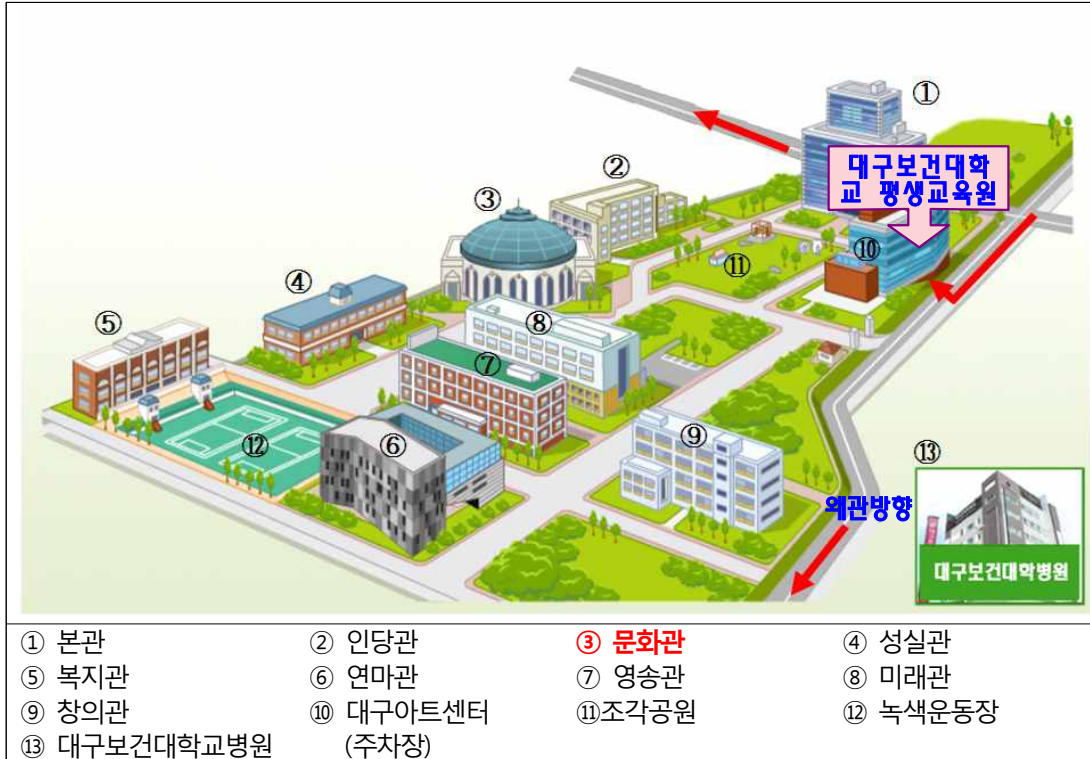 ①
대구보건대학
교 평생교육원
②
③
⑩
⑪
④
⑧
⑤
⑦
⑨
⑥
⑫
⑬
왜관방향
대구보건대학병원
① 본관 ② 인당관 ③ 문화관 ④ 성실관
⑤ 복지관 ⑥ 연마관 ⑦ 영송관 ⑧ 미래관
⑨ 창의관 ⑩ 대구아트센터 ⑪조각공원 ⑫ 녹색운동장
⑬ 대구보건대학교병원 (주차장)